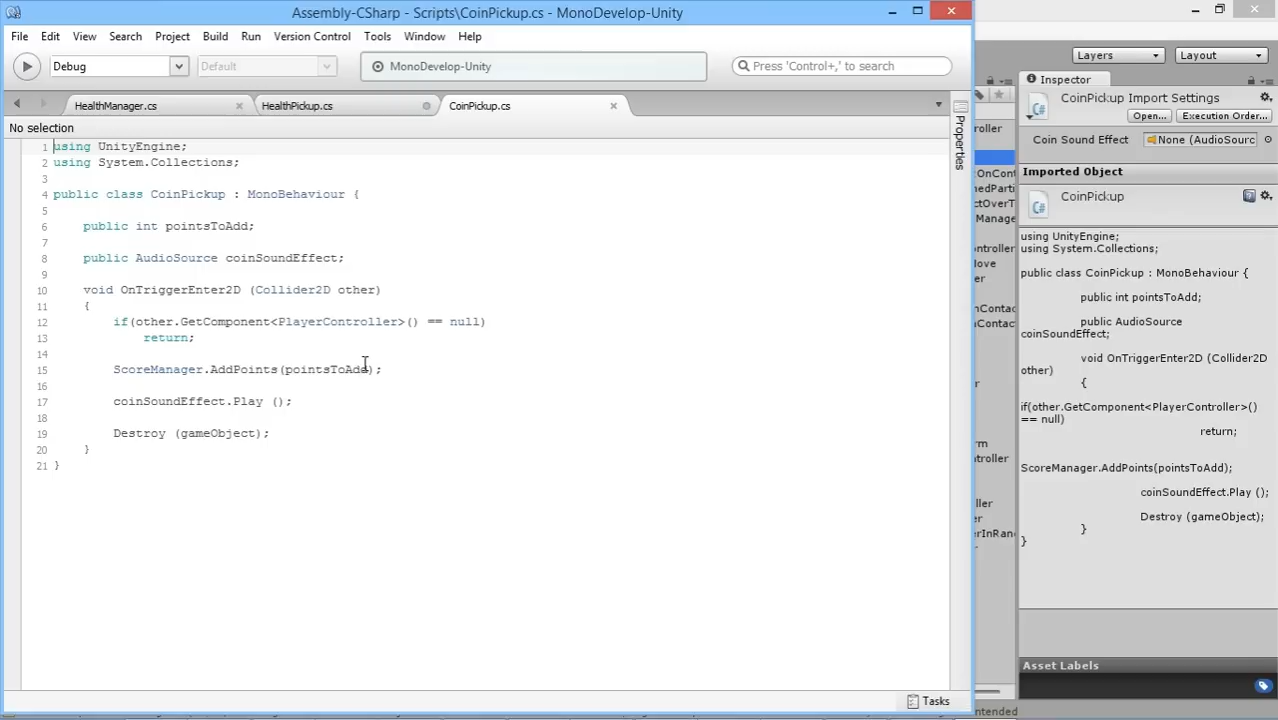 Assembly-CSharp - Scripts\CoinPickup.cs - MonoDevelop-Unity
File Edit View Search Project Build Run Version Control Tools Window Help
Debug Default MonoDevelop-Unity Press 'Control+,' to search
HealthManager.cs HealthPickup.cs CoinPickup.cs
No selection
1 using UnityEngine;
2 using System.Collections;
3
4 public class CoinPickup : MonoBehaviour {
5
6 public int pointsToAdd;
7
8 public AudioSource coinSoundEffect;
9
10 void OnTriggerEnter2D (Collider2D other)
11 {
12 if(other.GetComponent<PlayerController>() == null)
13 return;
14
15 ScoreManager.AddPoints(pointsToAdd);
16
17 coinSoundEffect.Play ();
18
19 Destroy (gameObject);
20 }
21 }
Properties
Tasks
Layers Layout
Inspector
CoinPickup Import Settings
Open... Execution Order...
Coin Sound Effect None (AudioSourc
Imported Object
CoinPickup
using UnityEngine;
using System.Collections;
public class CoinPickup : MonoBehaviour {
public int pointsToAdd;
public AudioSource
coinSoundEffect;
void OnTriggerEnter2D (Collider2D
other)
{
if(other.GetComponent<PlayerController>()
== null)
return;
ScoreManager.AddPoints(pointsToAdd);
coinSoundEffect.Play ();
Destroy (gameObject);
}
}
Asset Labels